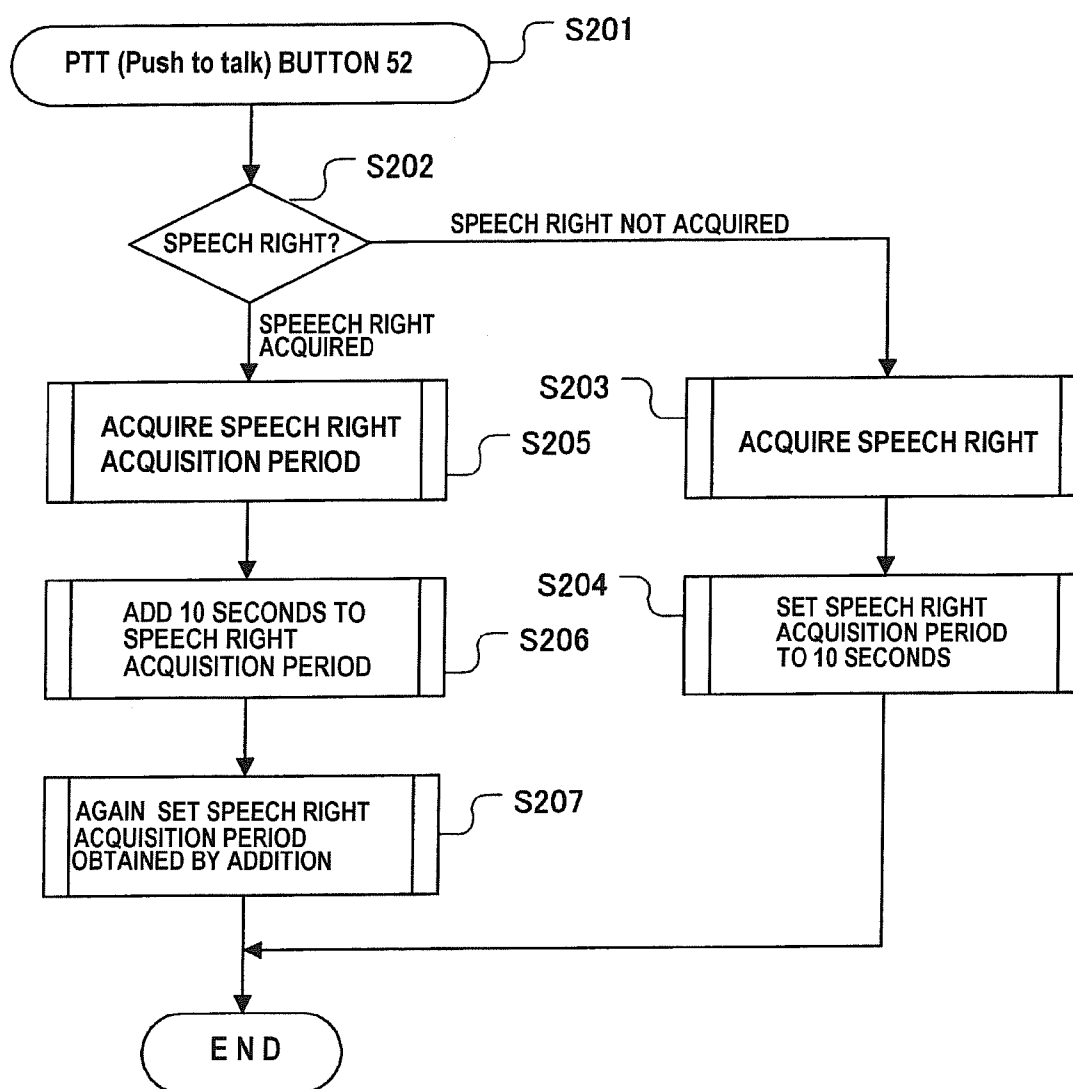 S201
PTT (Push to talk) BUTTON 52
S202
SPEECH RIGHT?
SPEECH RIGHT NOT ACQUIRED
SPEEECH RIGHT
ACQUIRED
S203
ACQUIRE SPEECH RIGHT
ACQUISITION PERIOD
S205
ACQUIRE SPEECH RIGHT
S204
ADD 10 SECONDS TO
SPEECH RIGHT
ACQUISITION PERIOD
S206
SET SPEECH RIGHT
ACQUISITION PERIOD
TO 10 SECONDS
AGAIN SET SPEECH RIGHT
ACQUISITION PERIOD
OBTAINED BY ADDITION
S207
END